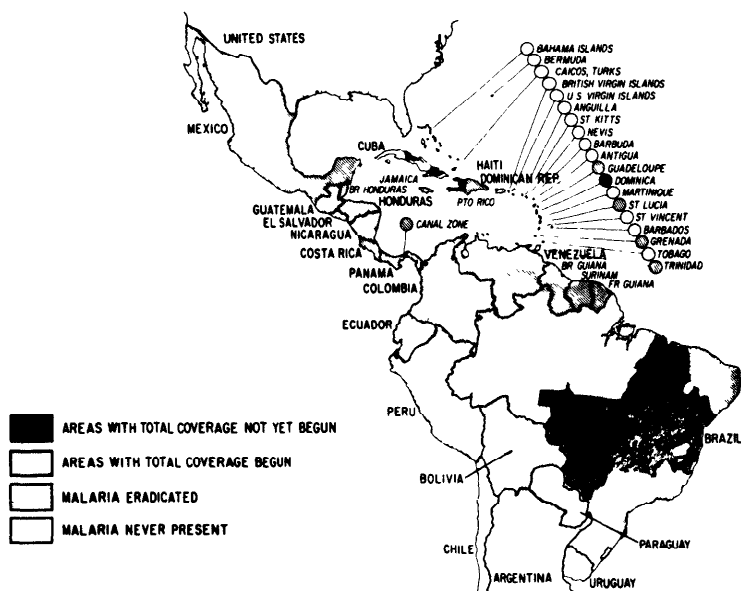 UNITED STATES
MEXICO
CUBA
JAMAICA
BR HONDURAS
HAITI
DOMINICAN REP.
PTO RICO
HONDURAS
GUATEMALA
EL SALVADOR
NICARAGUA
CANAL ZONE
COSTA RICA
PANAMA
COLOMBIA
VENEZUELA
BR GUIANA
SURINAM
FR GUIANA
ECUADOR
PERU
BRAZIL
BOLIVIA
PARAGUAY
CHILE
ARGENTINA
URUGUAY
BAHAMA ISLANDS
BERMUDA
CAICOS, TURKS
BRITISH VIRGIN ISLANDS
U S VIRGIN ISLANDS
ANGUILLA
ST KITTS
NEVIS
BARBUDA
ANTIGUA
GUADELOUPE
DOMINICA
MARTINIQUE
ST LUCIA
ST VINCENT
BARBADOS
GRENADA
TOBAGO
TRINIDAD
AREAS WITH TOTAL COVERAGE NOT YET BEGUN
AREAS WITH TOTAL COVERAGE BEGUN
MALARIA ERADICATED
MALARIA NEVER PRESENT